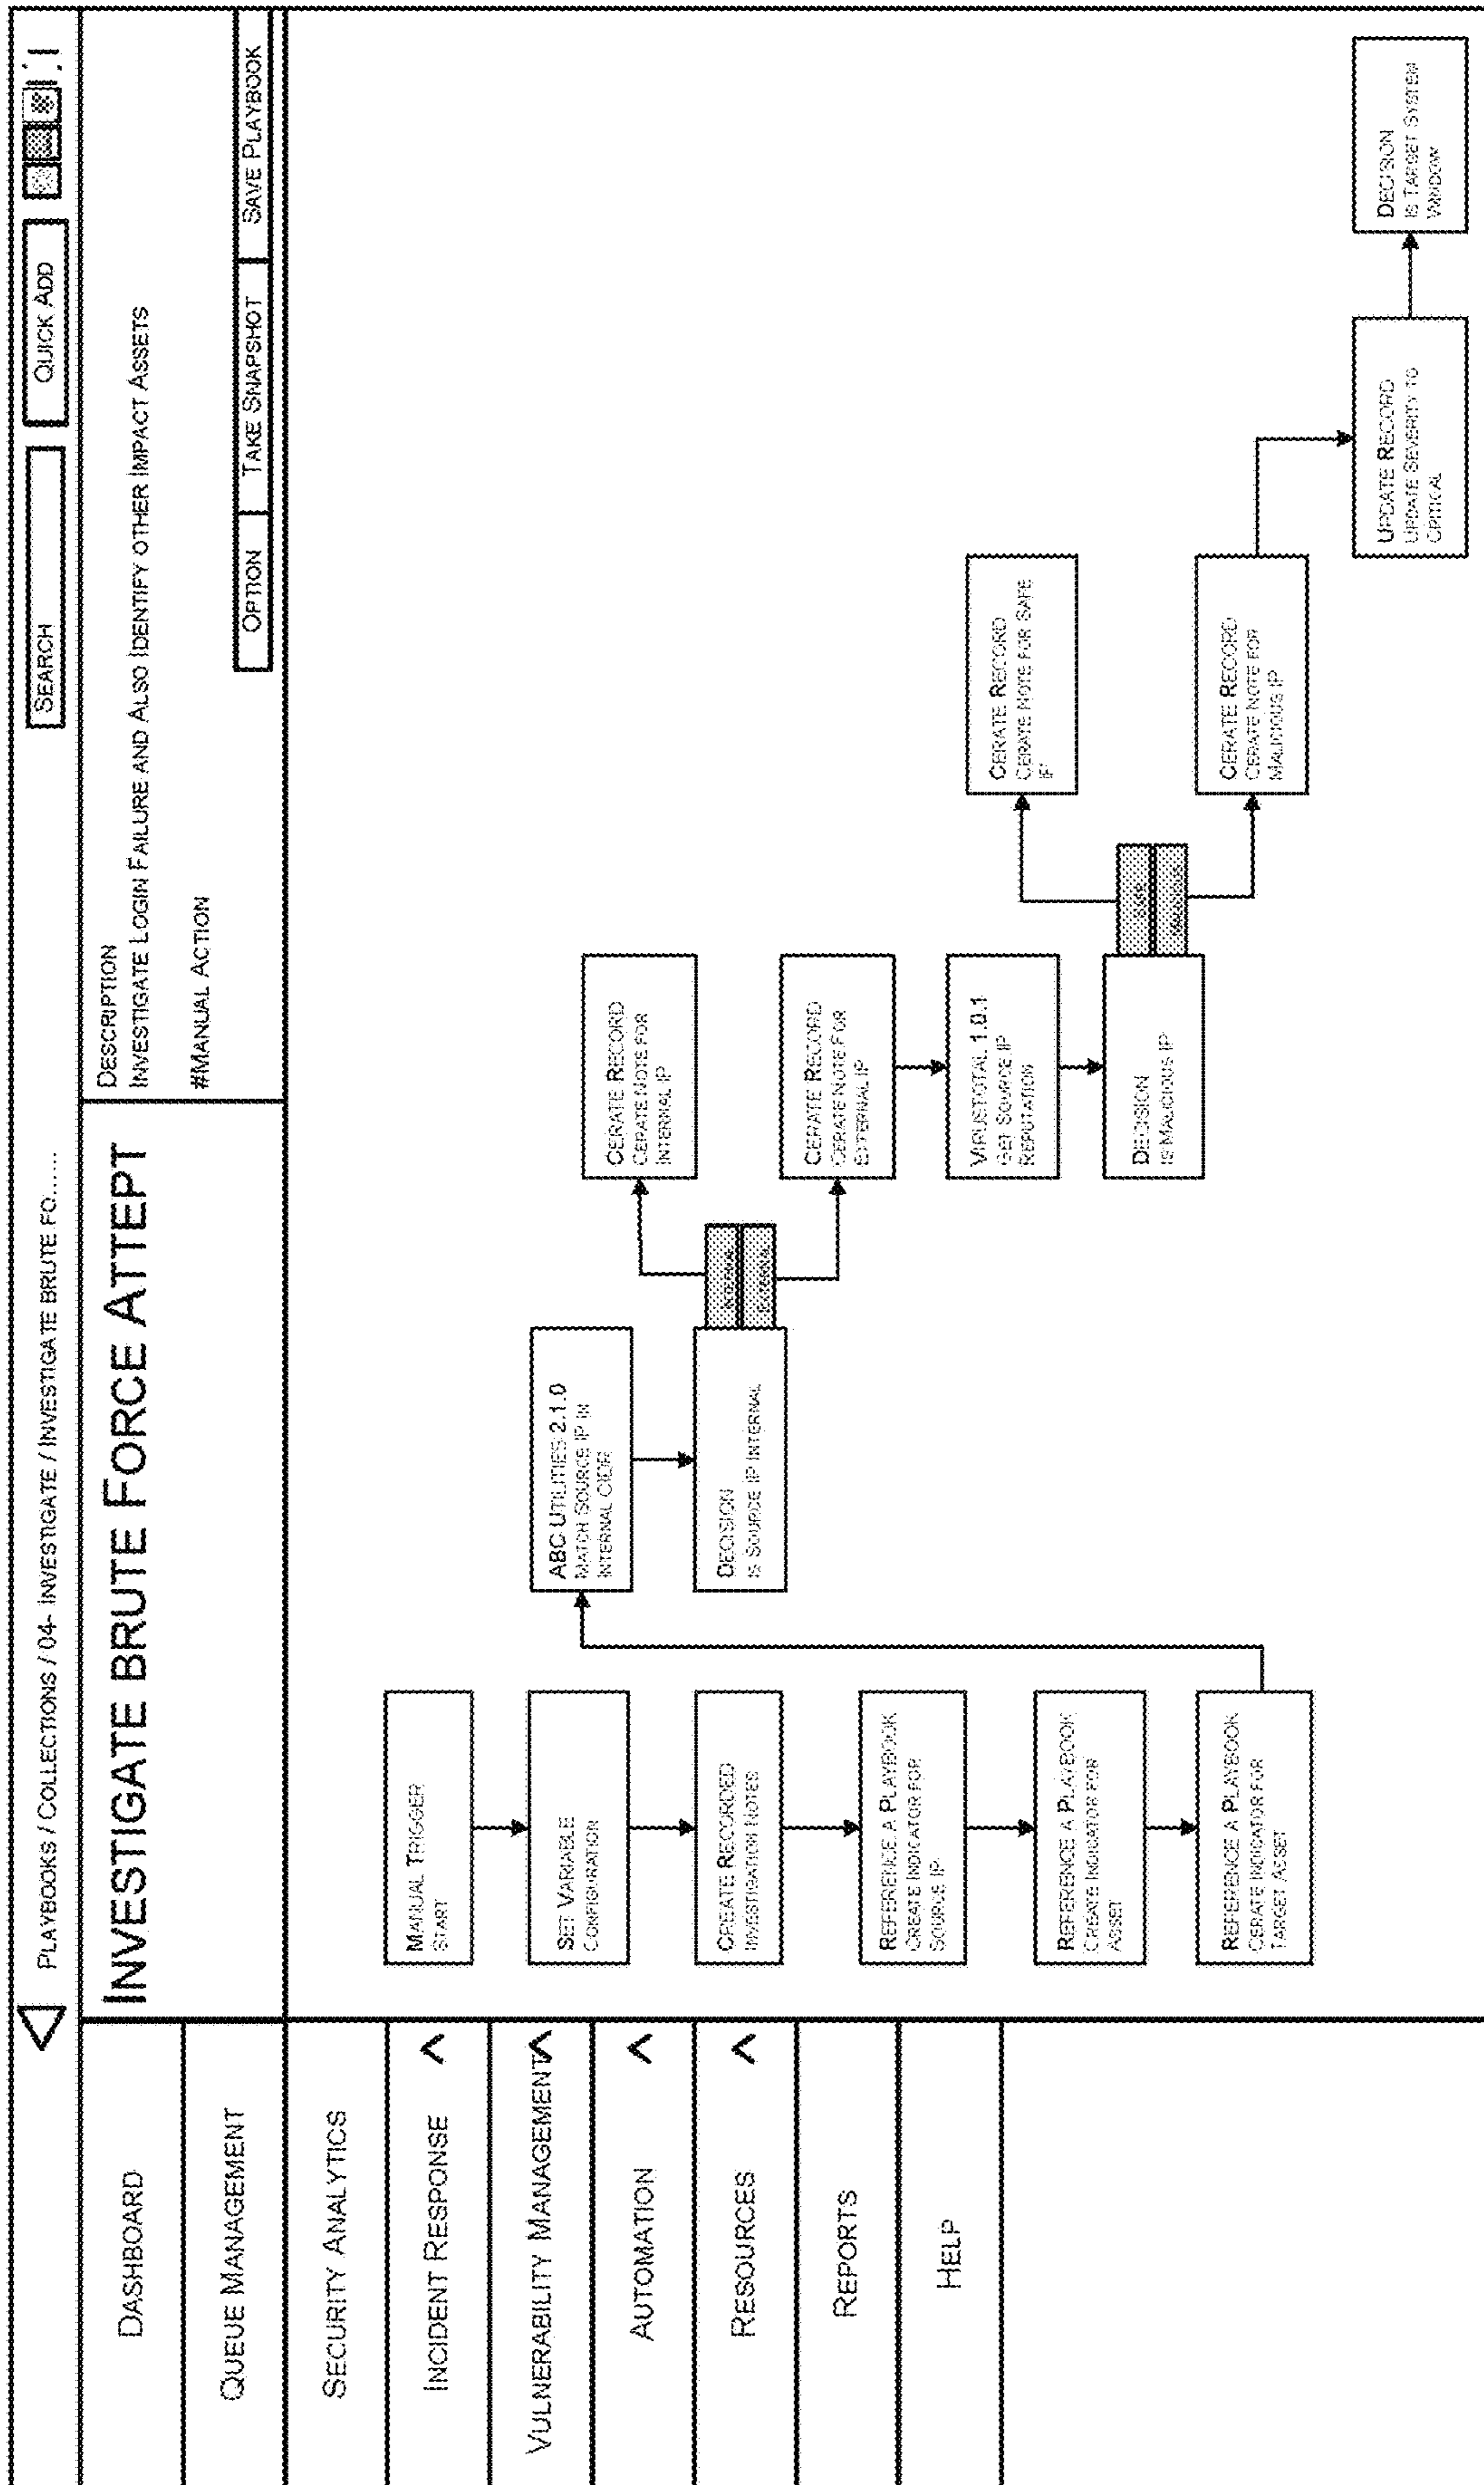 PLAYBOOKS / COLLECTIONS / 04- INVESTIGATE / INVESTIGATE BRUTE FO......
SEARCH
QUICK ADD
DASHBOARD
QUEUE MANAGEMENT
SECURITY ANALYTICS
INCIDENT RESPONSE
VULNERABILITY MANAGEMENT
AUTOMATION
RESOURCES
REPORTS
HELP
INVESTIGATE BRUTE FORCE ATTEPT
DESCRIPTION
INVESTIGATE LOGIN FAILURE AND ALSO IDENTIFY OTHER IMPACT ASSETS
#MANUAL ACTION
OPTION
TAKE SNAPSHOT
SAVE PLAYBOOK
MANUAL TRIGGER
START
SET VARIABLE
CONFIGURATION
CREATE RECORDED
INVESTIGATION NOTES
REFERENCE A PLAYBOOK
CREATE INDICATOR FOR
SOURCE IP
REFERENCE A PLAYBOOK
CREATE INDICATOR FOR
ASSET
REFERENCE A PLAYBOOK
CERATE INDICATOR FOR
TARGET ASSET
ABC UTILITIES 2.1.0
MATCH SOURCE IP IN
INTERNAL CIDR
DECISION
IS SOURCE IP INTERNAL
INTERNAL
EXTERNAL
CERATE RECORD
CERATE NOTE FOR
INTERNAL IP
CERATE RECORD
CERATE NOTE FOR
EXTERNAL IP
VIRUSTOTAL 1.0.1
GET SOURCE IP
REPUTATION
DECISION
IS MALICIOUS IP
SAFE
MALICIOUS
CERATE RECORD
CERATE NOTE FOR SAFE
IP
CERATE RECORD
CERATE NOTE FOR
MALICIOUS IP
UPDATE RECORD
UPDATE SEVERITY TO
CRITICAL
DECISION
IS TARGET SYSTEM
WINDOW